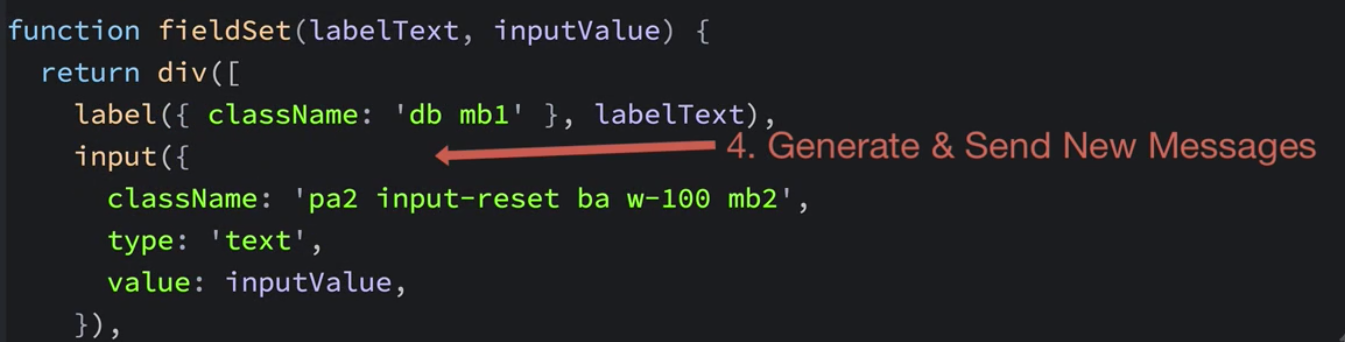 function fieldSet(labelText, inputValue) {
return div([
label({ className: 'db mb1' }, labelText),
input({
4. Generate & Send New Messages
className: 'pa2 input-reset ba w-100 mb2',
type: 'text',
value: inputValue,
}),